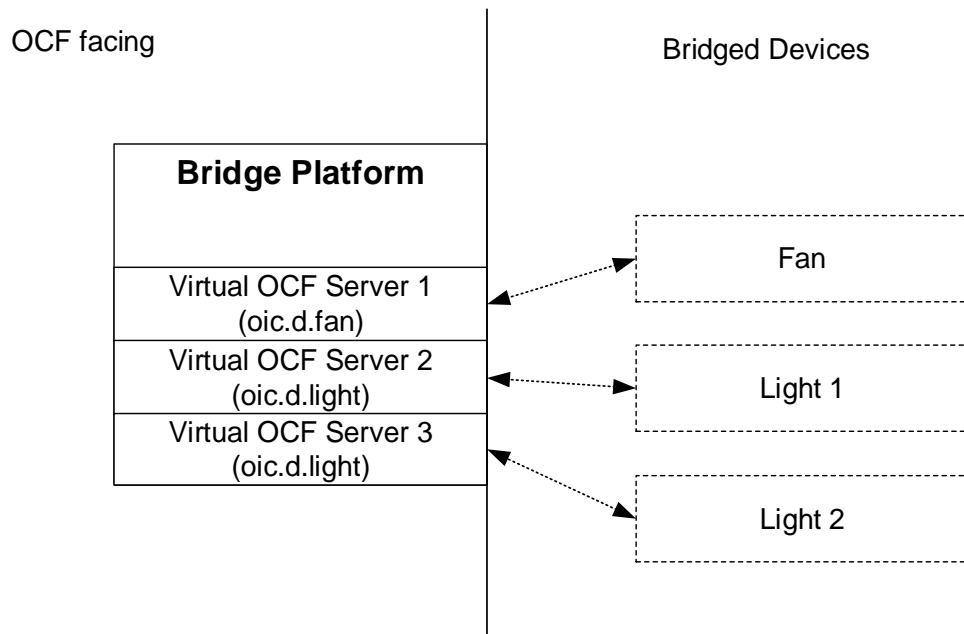 OCF facing
Bridged Devices
Bridge Platform
Virtual OCF Server 1
(oic.d.fan)
Virtual OCF Server 2
(oic.d.light)
Virtual OCF Server 3
(oic.d.light)
Fan
Light 1
Light 2